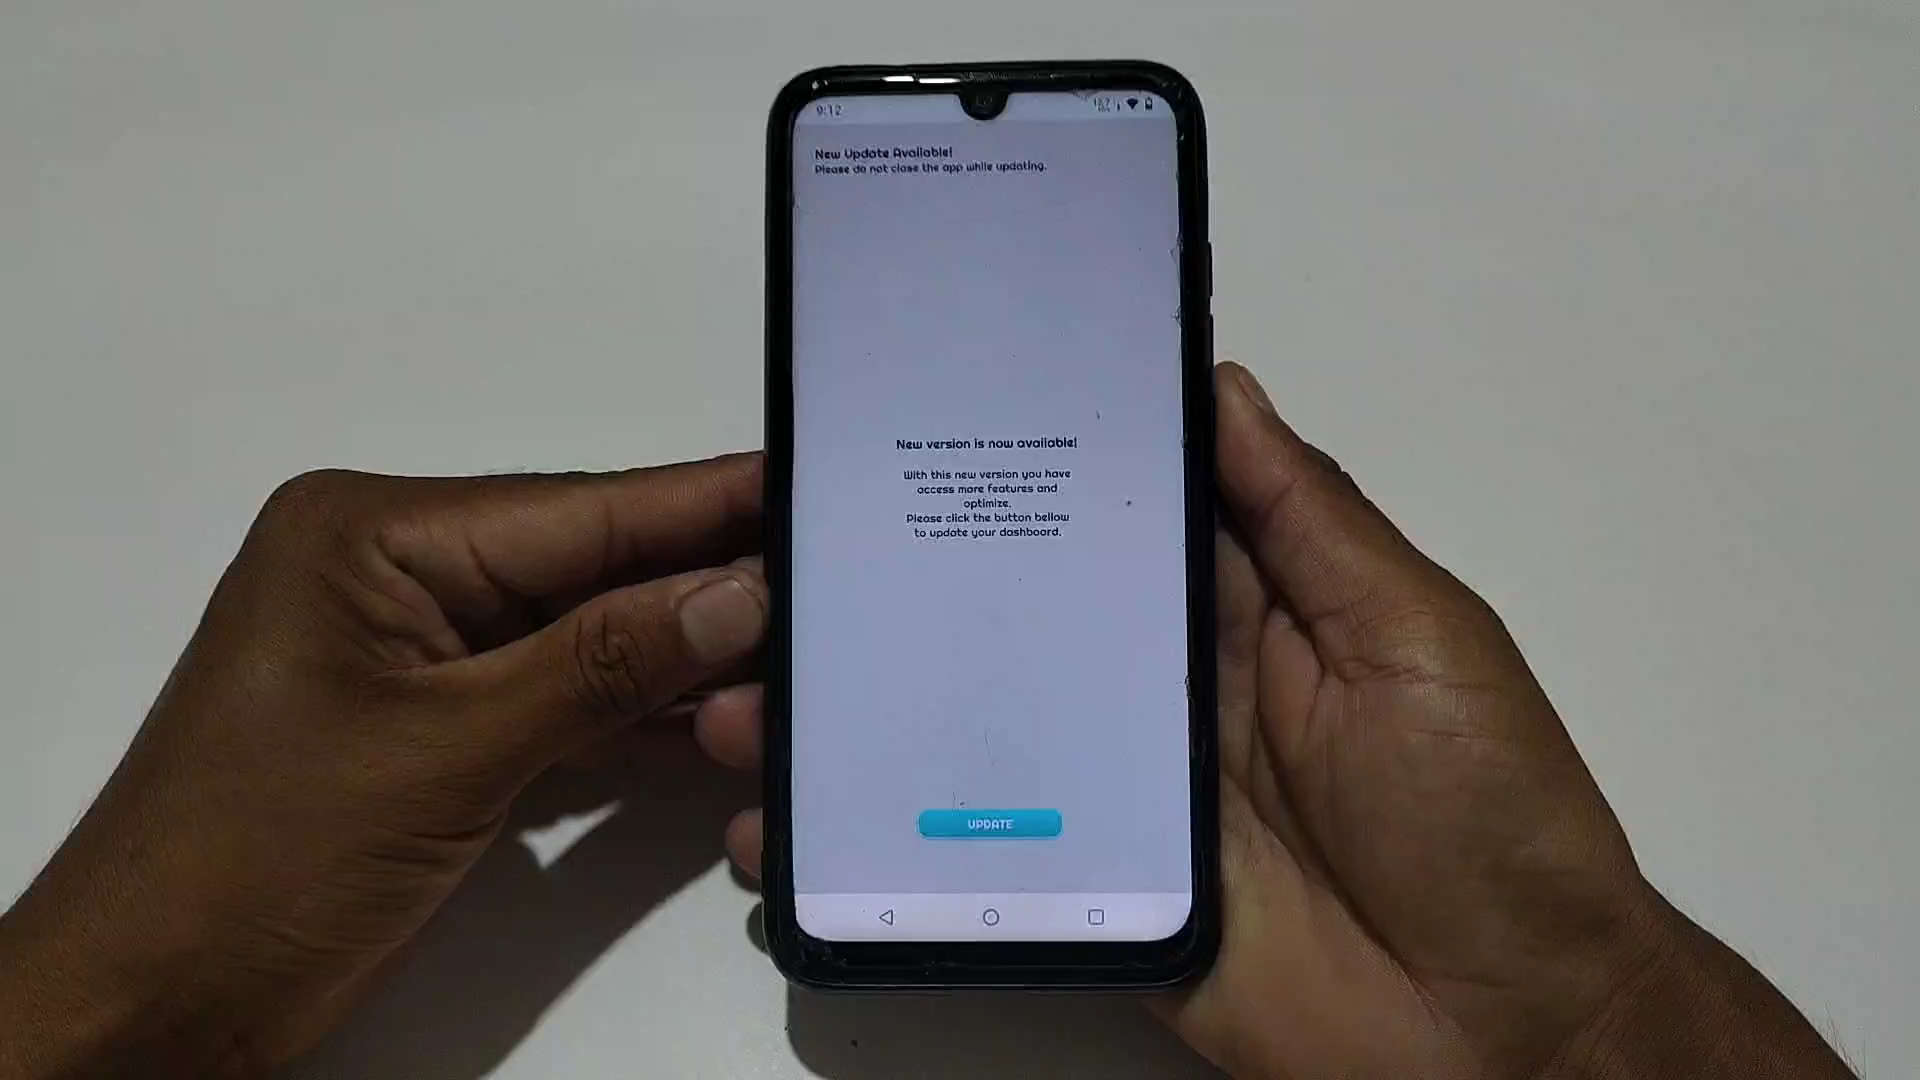 9:12
New Update Available!
Please do not close the app while updating.
New version is now available!
With this new version you have
access more features and
optimize.
Please click the button bellow
to update your dashboard.
UPDATE